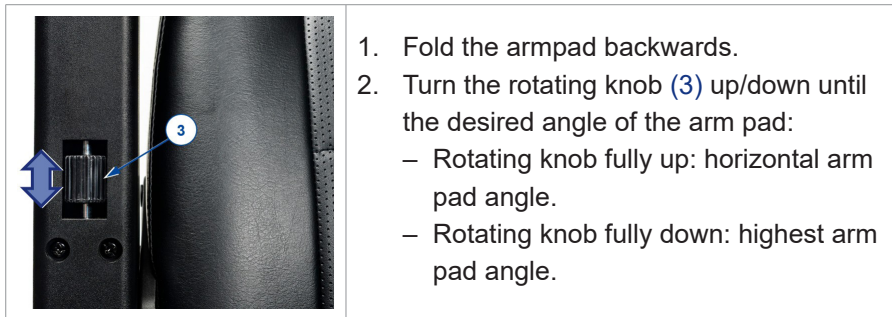 3
1. Fold the armpad backwards.
2. Turn the rotating knob (3) up/down until
the desired angle of the arm pad:
– Rotating knob fully up: horizontal arm
pad angle.
– Rotating knob fully down: highest arm
pad angle.